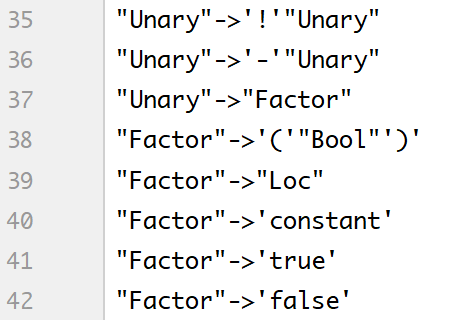 35 "Unary"->'!'"Unary"
36 "Unary"->'-'"Unary"
37 "Unary"->"Factor"
38 "Factor"->'('"Bool"')'
39 "Factor"->"Loc"
40 "Factor"->'constant'
41 "Factor"->'true'
42 "Factor"->'false'